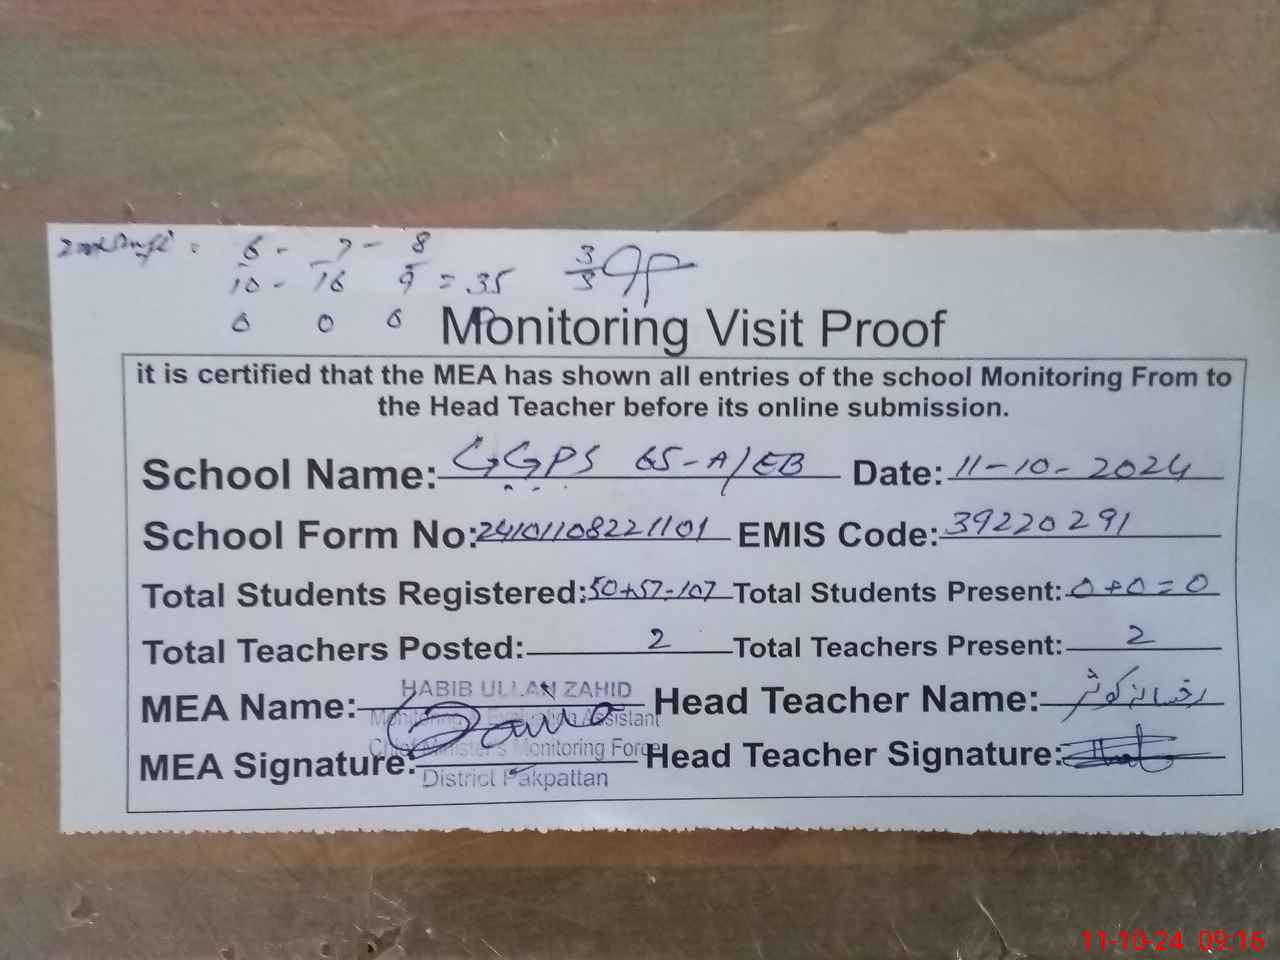 6 - 7 - 8
10 - 16 9 = 35
0 0 0
3/3
Monitoring Visit Proof
it is certified that the MEA has shown all entries of the school Monitoring From to
the Head Teacher before its online submission.
School Name: GGPS 65-A/EB Date: 11-10-2024
School Form No: 24101108221101 EMIS Code: 39220291
Total Students Registered: 50+57-107 Total Students Present: 0+0=0
Total Teachers Posted: 2 Total Teachers Present: 2
MEA Name: HABIB ULLAN ZAHID Head Teacher Name: رخسانہ کوثر
Monitoring & Evaluation Assistant
Chief Minister's Monitoring Force
MEA Signature: Head Teacher Signature:
District Pakpattan
11-10-24 09:16